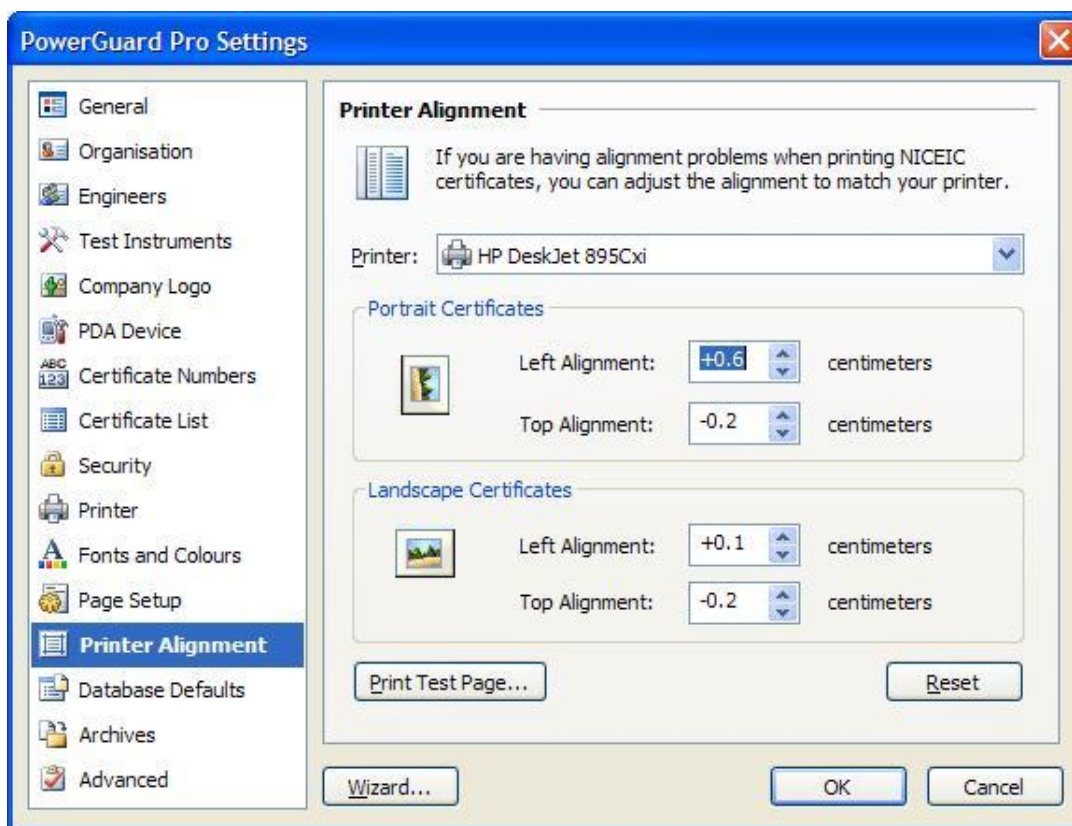 PowerGuard Pro Settings
General
Organisation
Engineers
Test Instruments
Company Logo
PDA Device
ABC
123
Certificate Numbers
Certificate List
Security
Printer
A
Fonts and Colours
Page Setup
Printer Alignment
Database Defaults
Archives
Advanced
Printer Alignment
If you are having alignment problems when printing NICEIC
certificates, you can adjust the alignment to match your printer.
Printer: HP DeskJet 895Cxi
Portrait Certificates
Left Alignment: +0.6 centimeters
Top Alignment: -0.2 centimeters
Landscape Certificates
Left Alignment: +0.1 centimeters
Top Alignment: -0.2 centimeters
Print Test Page... Reset
Wizard... OK Cancel